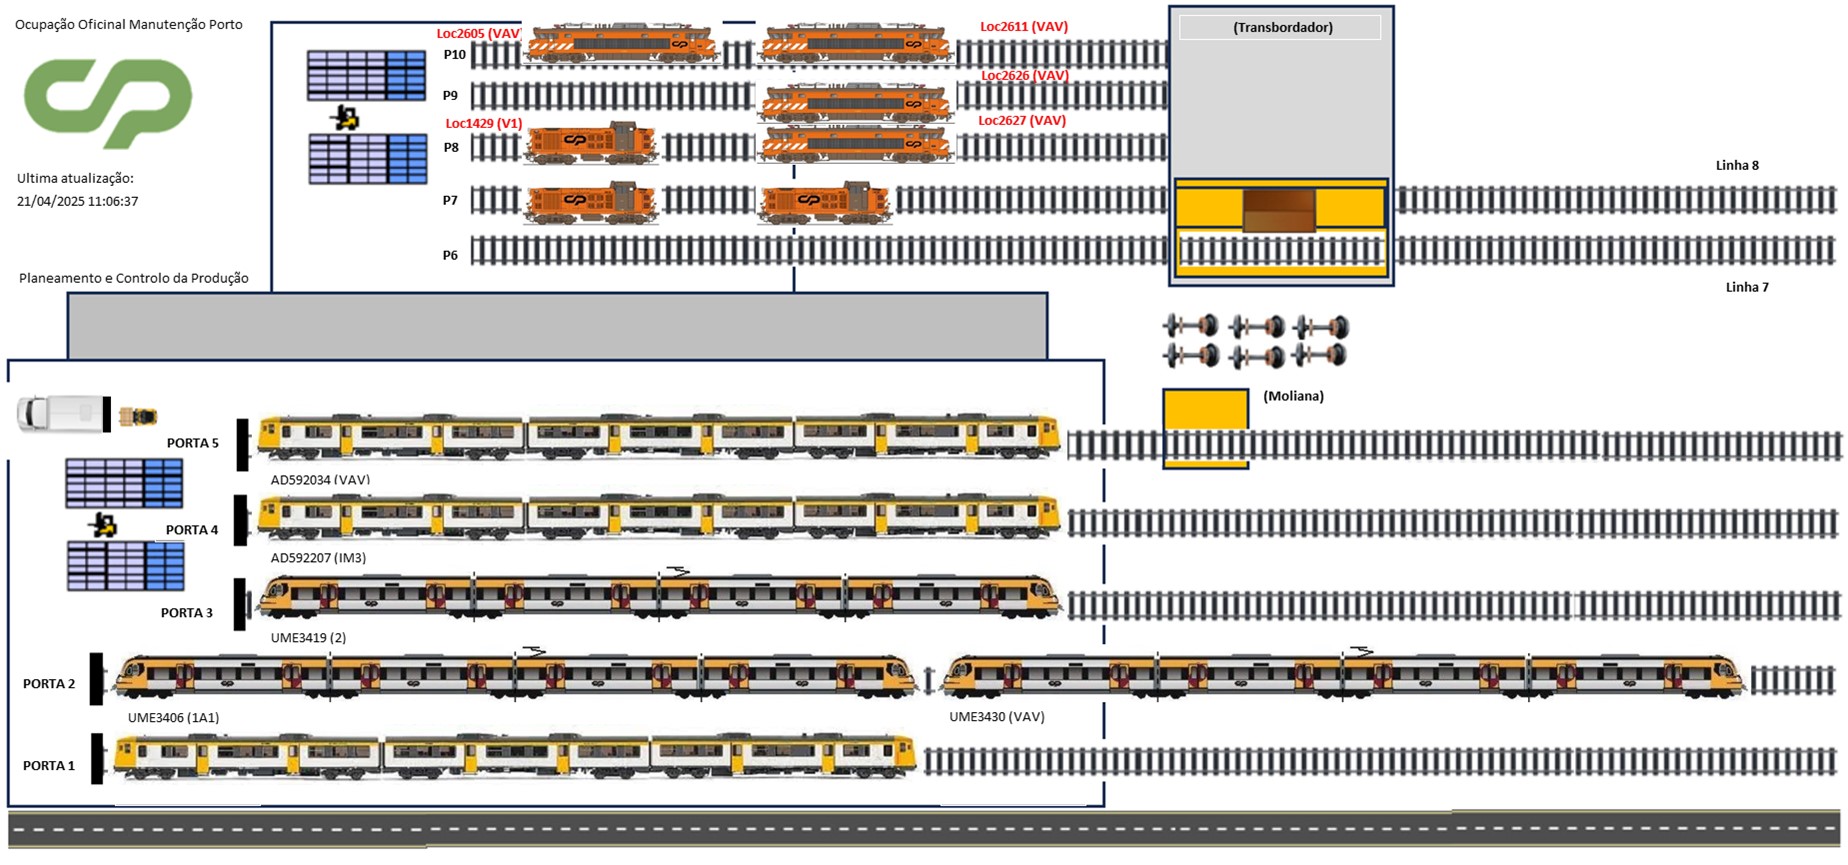 Ocupação Oficinal Manutenção Porto
Loc2605 (VAV)
Loc2611 (VAV)
(Transbordador)
P10
Loc2626 (VAV)
P9
Loc1429 (V1)
Loc2627 (VAV)
P8
Linha 8
Ultima atualização:
21/04/2025 11:06:37
P7
P6
Planeamento e Controlo da Produção
Linha 7
(Moliana)
PORTA 5
AD592034 (VAV)
PORTA 4
AD592207 (IM3)
PORTA 3
UME3419 (2)
PORTA 2
UME3406 (1A1)
UME3430 (VAV)
PORTA 1